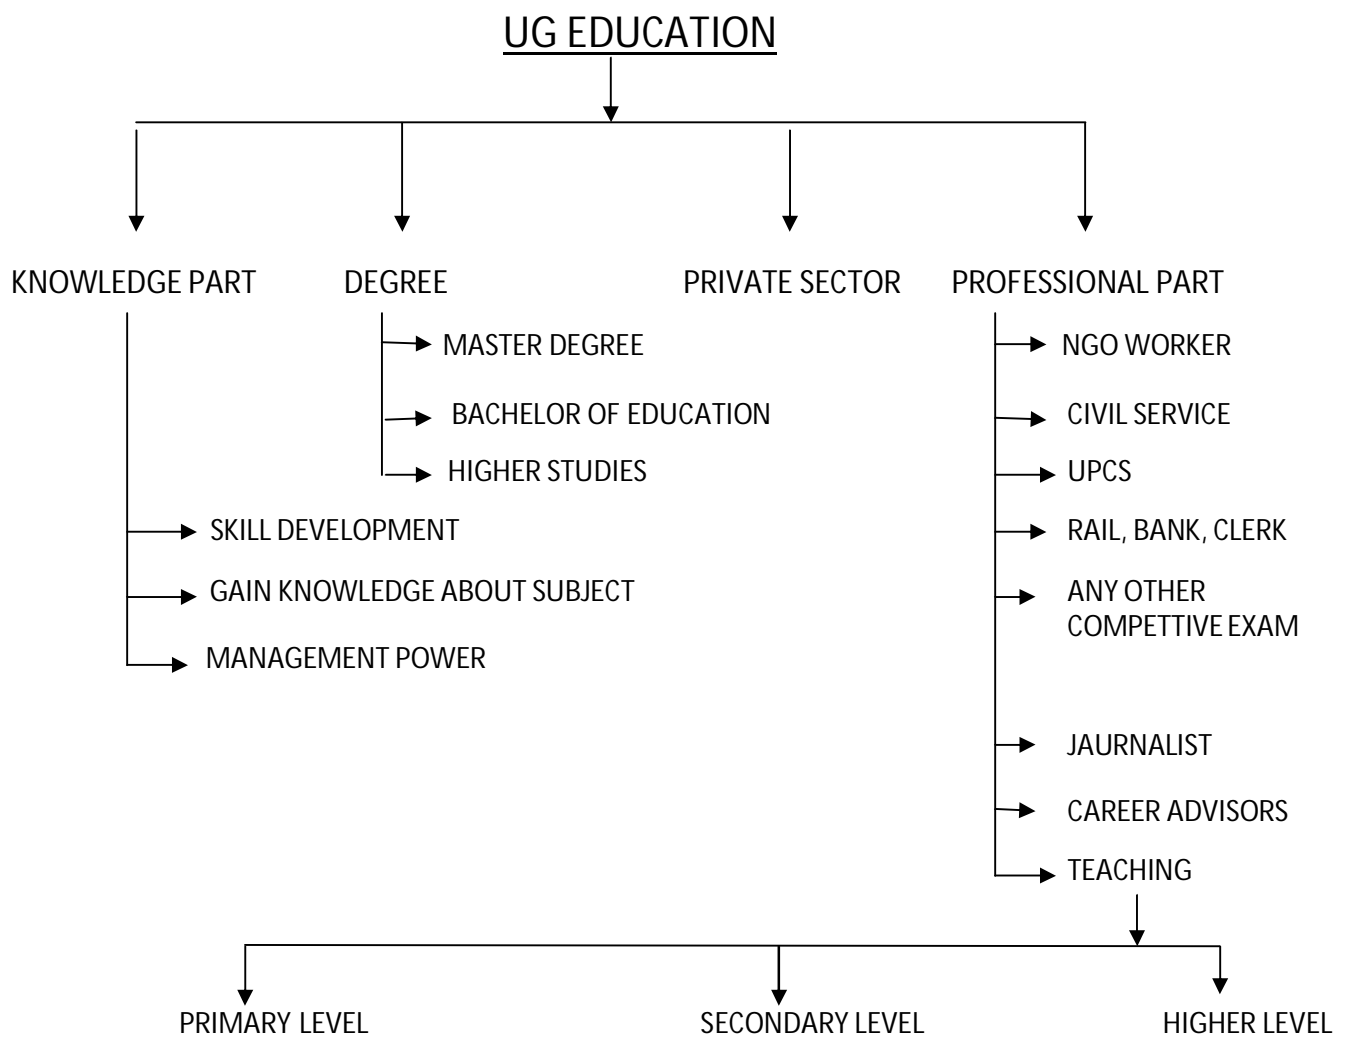 UG EDUCATION
KNOWLEDGE PART
DEGREE
PRIVATE SECTOR
PROFESSIONAL PART
MASTER DEGREE
BACHELOR OF EDUCATION
HIGHER STUDIES
SKILL DEVELOPMENT
GAIN KNOWLEDGE ABOUT SUBJECT
MANAGEMENT POWER
NGO WORKER
CIVIL SERVICE
UPCS
RAIL, BANK, CLERK
ANY OTHER
COMPETTIVE EXAM
JAURNALIST
CAREER ADVISORS
TEACHING
PRIMARY LEVEL
SECONDARY LEVEL
HIGHER LEVEL